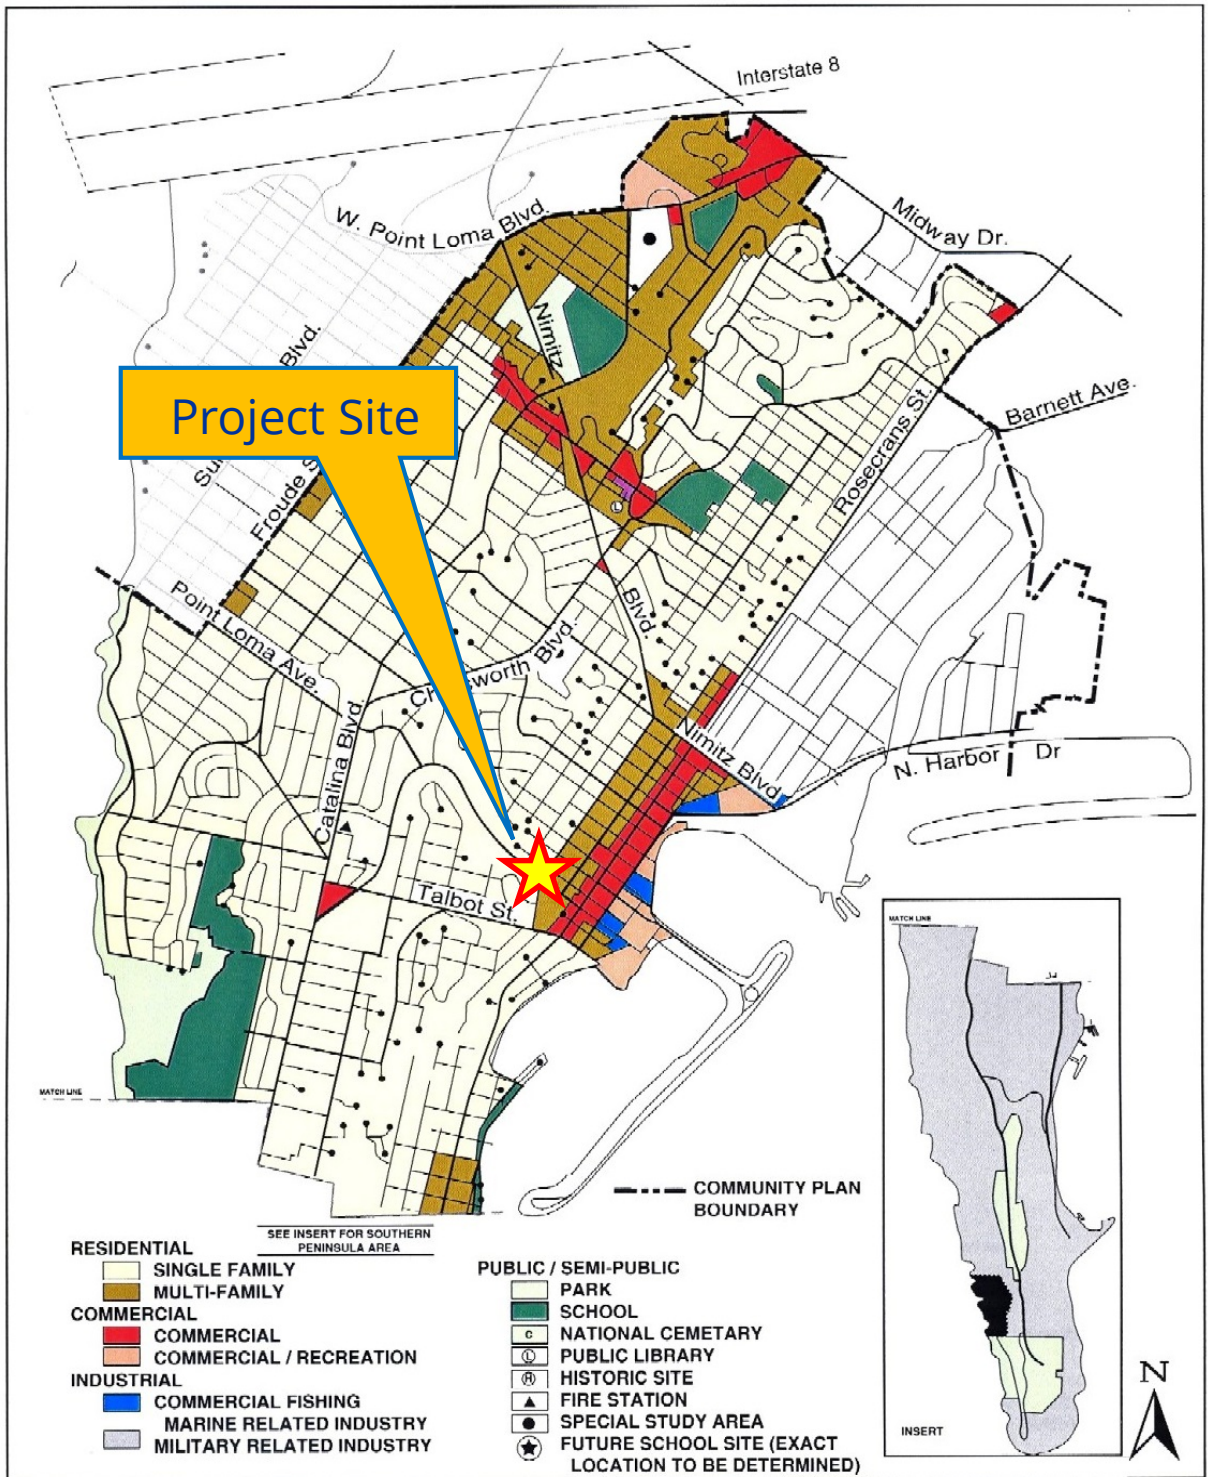 Interstate 8
W. Point Loma Blvd.
Midway Dr.
Nimitz
Blvd.
Project Site
Barnett Ave.
Rosecrans St.
Froude
Point Loma Ave.
Blvd.
Blvd.
Catalina Blvd.
Nimitz Blvd.
N. Harbor Dr
Talbot St.
MATCH LINE
MATCH LINE
COMMUNITY PLAN
BOUNDARY
SEE INSERT FOR SOUTHERN
PENINSULA AREA
RESIDENTIAL
SINGLE FAMILY
MULTI-FAMILY
COMMERCIAL
COMMERCIAL
COMMERCIAL / RECREATION
INDUSTRIAL
COMMERCIAL FISHING
MARINE RELATED INDUSTRY
MILITARY RELATED INDUSTRY
PUBLIC / SEMI-PUBLIC
PARK
SCHOOL
C NATIONAL CEMETARY
L PUBLIC LIBRARY
H HISTORIC SITE
FIRE STATION
SPECIAL STUDY AREA
FUTURE SCHOOL SITE (EXACT
LOCATION TO BE DETERMINED)
INSERT
N